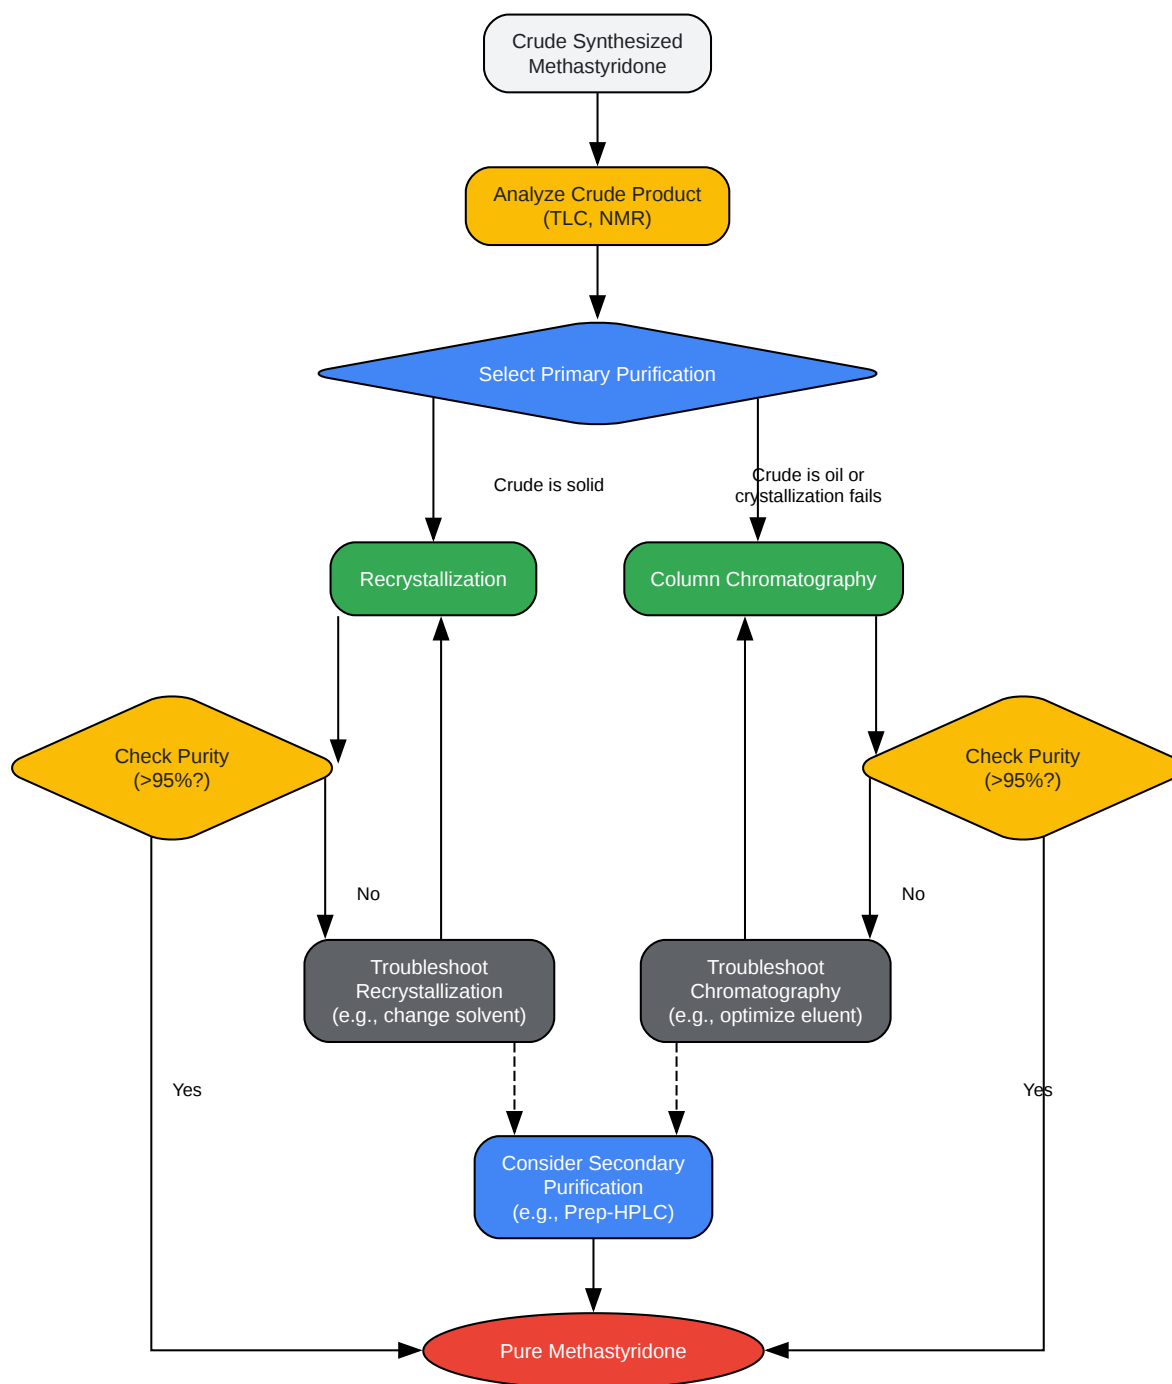 Crude Synthesized
Methastyridone
Analyze Crude Product
(TLC, NMR)
Select Primary Purification
Crude is solid
Crude is oil or
crystallization fails
Recrystallization
Column Chromatography
Check Purity
(>95%?)
Check Purity
(>95%?)
No
No
Troubleshoot
Recrystallization
(e.g., change solvent)
Troubleshoot
Chromatography
(e.g., optimize eluent)
Yes
Yes
Consider Secondary
Purification
(e.g., Prep-HPLC)
Pure Methastyridone